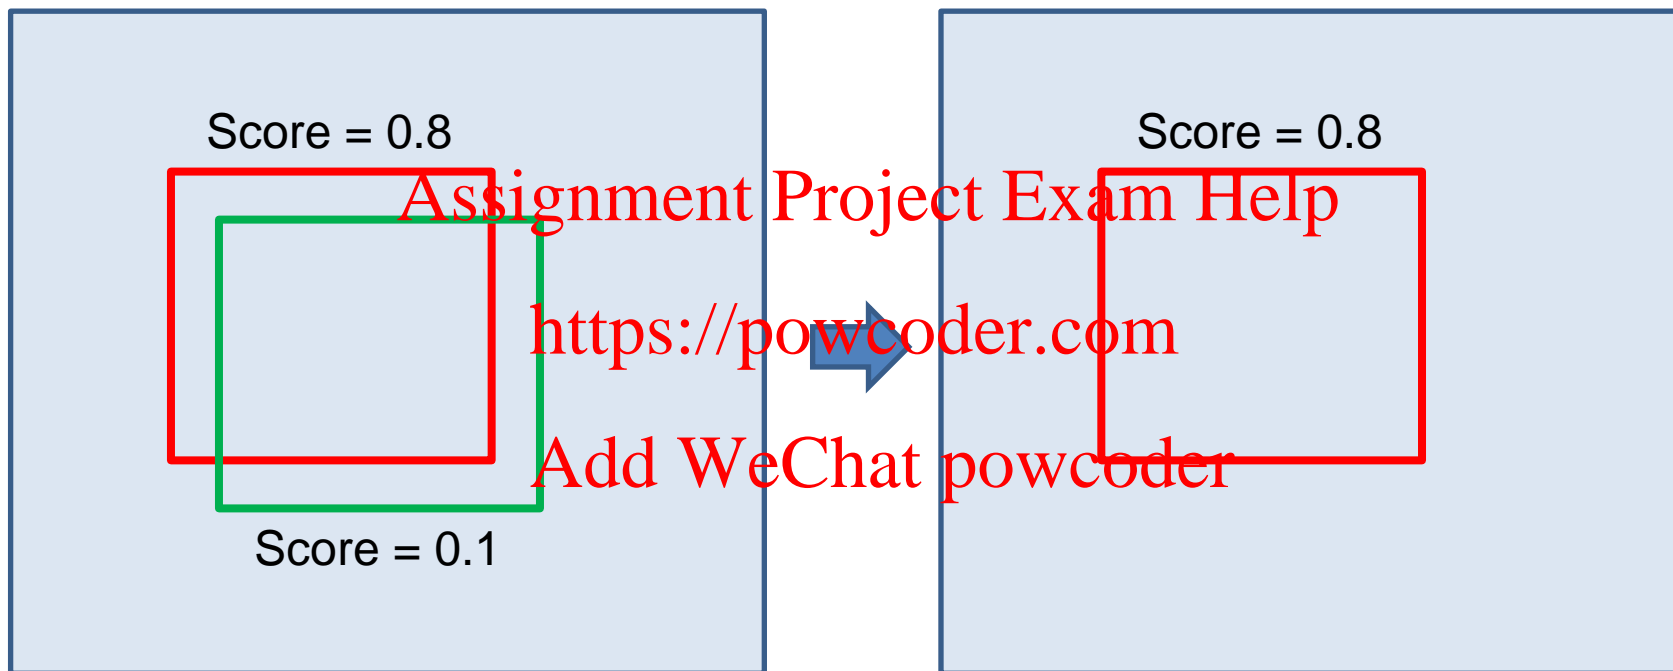 Score = 0.8
Score = 0.8
Assignment Project Exam Help
https://powcoder.com
Add WeChat powcoder
Score = 0.1